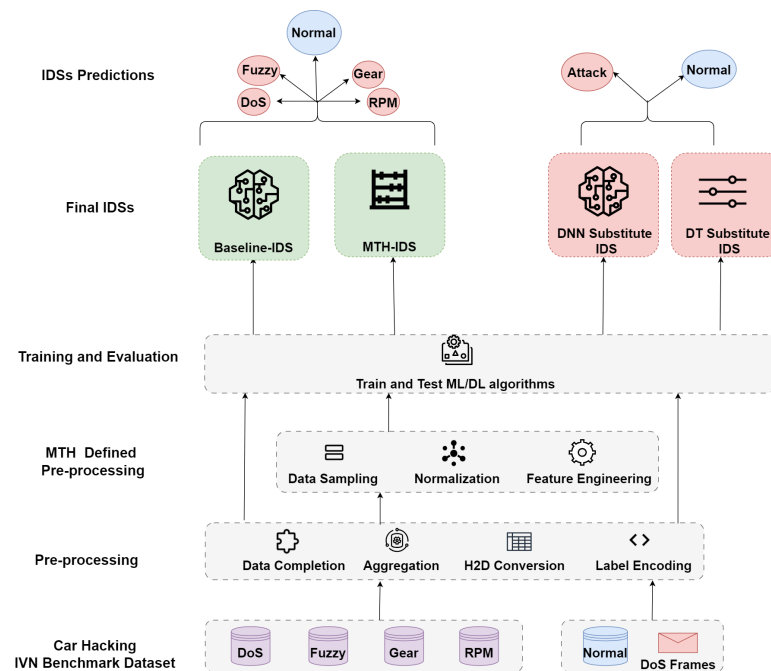 Normal
IDSs Predictions
Fuzzy
Gear
DoS
RPM
Attack
Normal
Final IDSs
Baseline-IDS
MTH-IDS
DNN Substitute
IDS
DT Substitute
IDS
Training and Evaluation
Train and Test ML/DL algorithms
MTH Defined
Pre-processing
Data Sampling
Normalization
Feature Engineering
Pre-processing
Data Completion
Aggregation
H2D Conversion
Label Encoding
Car Hacking
IVN Benchmark Dataset
DoS
Fuzzy
Gear
RPM
Normal
DoS Frames